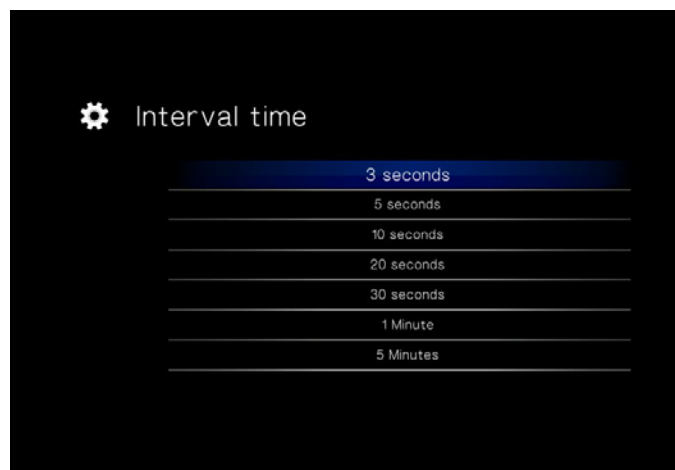 Interval time
3 seconds
5 seconds
10 seconds
20 seconds
30 seconds
1 Minute
5 Minutes